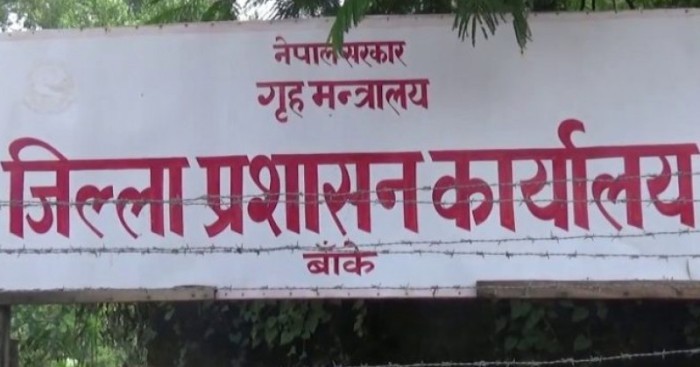 नेपाल सरकार
गृह मन्त्रालय
जिल्ला प्रशासन कार्यालय
बाँके